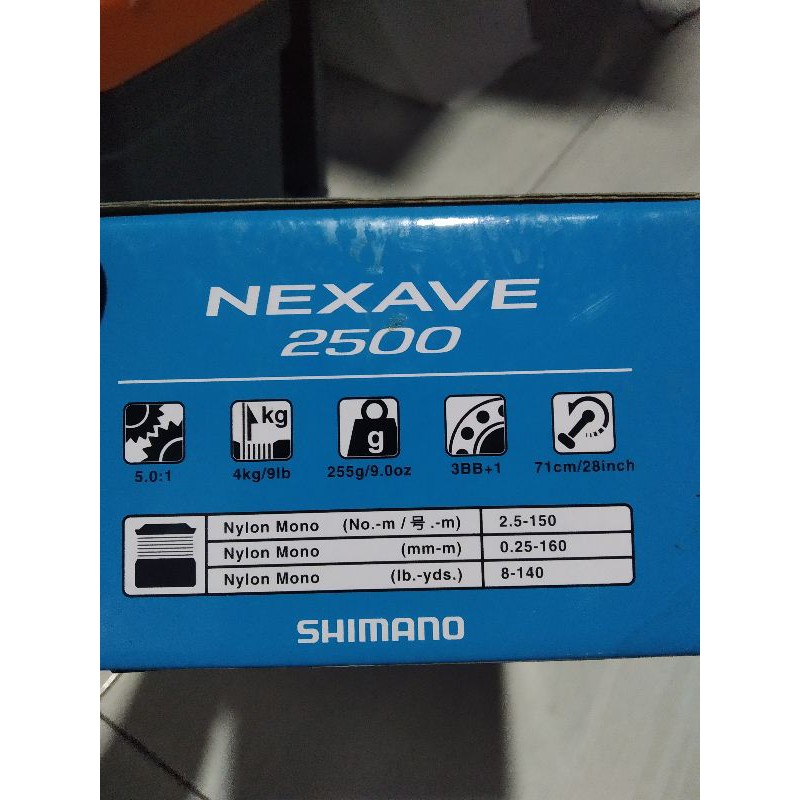 NEXAVE
2500
kg
g
5.0:1 4kg/9lb 255g/9.0oz 3BB+1 71cm/28inch
Nylon Mono (No.-m / 号 .-m) 2.5-150
Nylon Mono (mm-m) 0.25-160
Nylon Mono (lb.-yds.) 8-140
SHIMANO